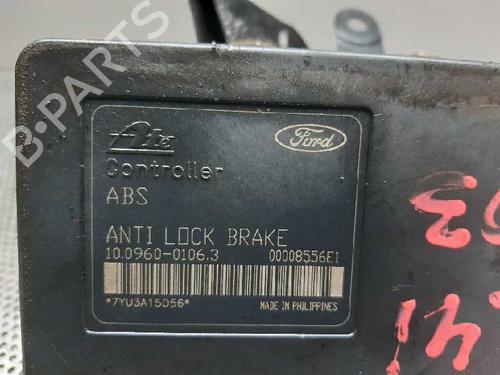 B-PARTS
Ate
Ford
Controller
ABS
ANTI LOCK BRAKE
10.0960-0106.3 00008556E1
*7YU3A15056*
MADE IN PHILIPPINES